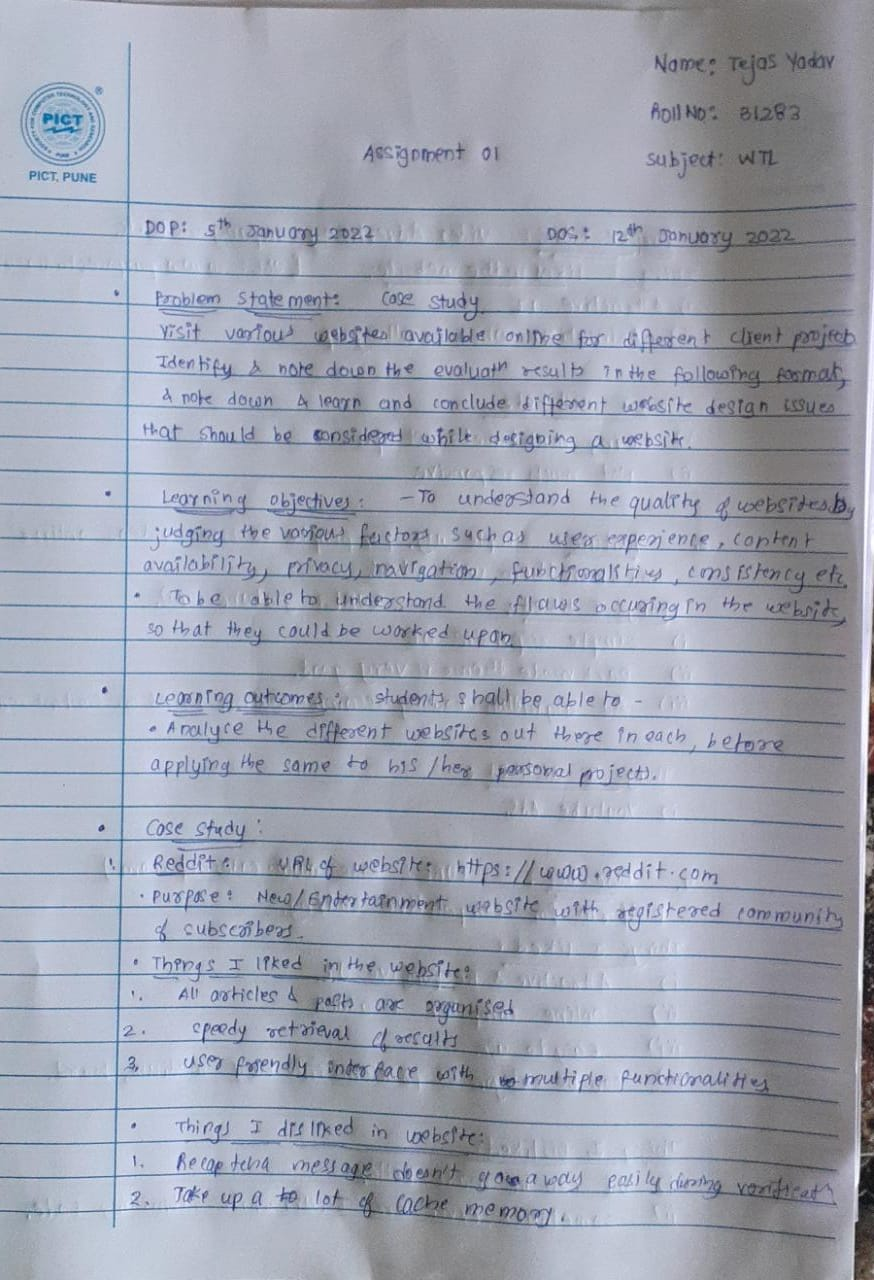 Name: Tejas Yadav
Roll No: 31283
Subject: WTL
PICT
PICT, PUNE
Assignment 01
DOP: 5th January 2022 DOS: 12th January 2022
• Problem Statement: Case Study
Visit various websites available online for different client project
Identify & note down the evaluatn results in the following format,
& note down & learn and conclude different website design issues
that should be considered while designing a website.
• Learning objectives: - To understand the quality of websites by
judging the various factors such as user experience, content
availability, privacy, navigation, functionalities, consistency etc
• To be able to understand the flaws occuring in the website,
so that they could be worked upon
• Learning outcomes: students shall be able to -
• Analyse the different websites out there in each, before
applying the same to his/her personal projects.
• Case study:
1. Reddit: URL of website: https://www.reddit.com
• Purpose: New/Entertainment website with registered community
of subscribers.
• Things I liked in the website:
1. All articles & posts are organised
2. speedy retrieval of results
3. user friendly interface with multiple functionalities
• Things I disliked in website:
1. Recaptcha message doesn't go away easily during verificatn
2. Take up a to lot of cache memory.